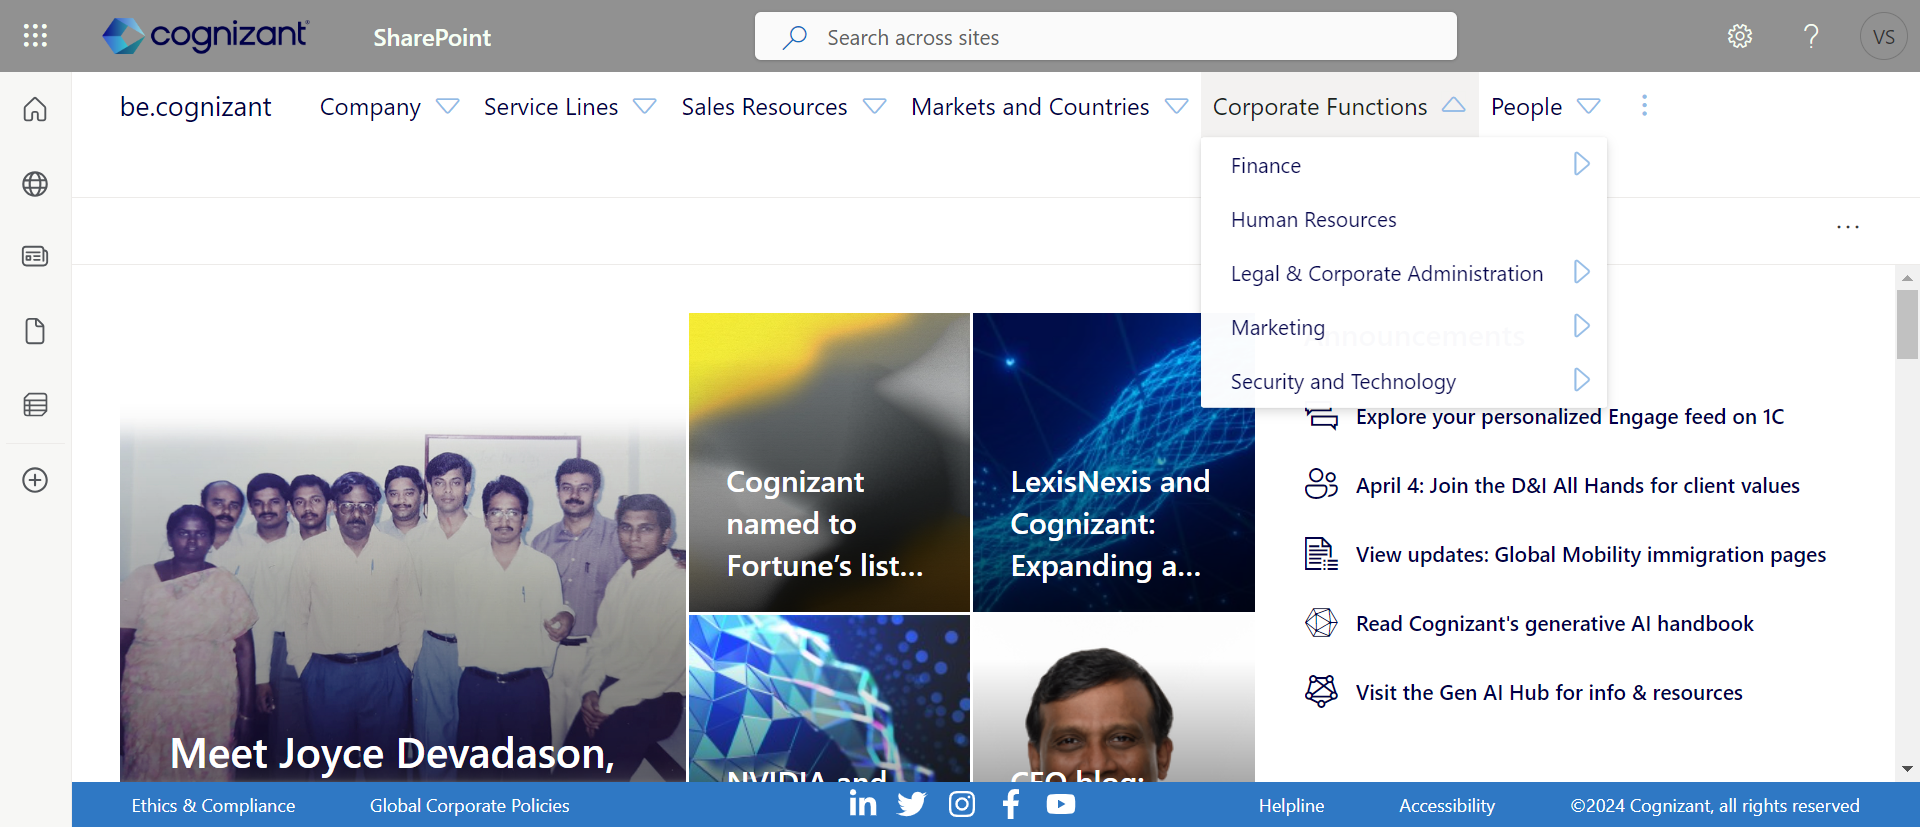 cognizant
SharePoint
Search across sites
VS
be.cognizant
Company
Service Lines
Sales Resources
Markets and Countries
Corporate Functions
People
Finance
Human Resources
Legal & Corporate Administration
Marketing
Security and Technology
Announcements
Explore your personalized Engage feed on 1C
April 4: Join the D&I All Hands for client values
View updates: Global Mobility immigration pages
Read Cognizant's generative AI handbook
Visit the Gen AI Hub for info & resources
Cognizant
named to
Fortune’s list...
LexisNexis and
Cognizant:
Expanding a...
Meet Joyce Devadason,
NVIDIA and
CEO blog:
Ethics & Compliance
Global Corporate Policies
Helpline
Accessibility
©2024 Cognizant, all rights reserved